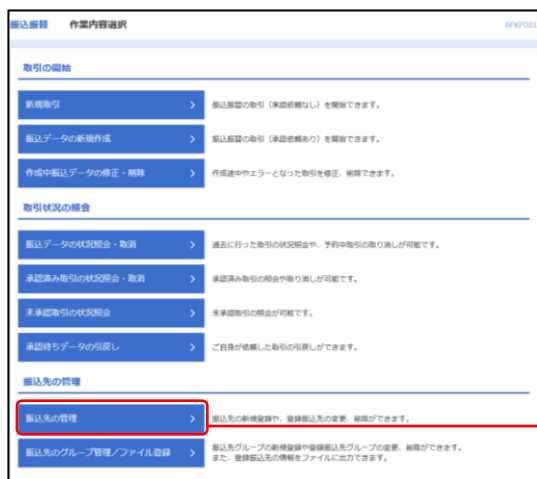 振込振替 作業内容選択 BFKF001
取引の開始
新規取引 振込振替の取引（承認依頼なし）を開始できます。
振込データの新規作成 振込振替の取引（承認依頼あり）を開始できます。
作成中振込データの修正・削除 作成途中やエラーとなった取引を修正、削除できます。
取引状況の照会
振込データの状況照会・取消 過去に行った取引の状況照会や、予約中取引の取り消しが可能です。
承認済み取引の状況照会・取消 承認済み取引の照会や取り消しが可能です。
未承認取引の状況照会 未承認取引の照会が可能です。
承認待ちデータの引戻し ご自身が依頼した取引の引戻しができます。
振込先の管理
振込先の管理 振込先の新規登録や、登録振込先の変更、削除ができます。
振込先のグループ管理/ファイル登録 振込先グループの新規登録や登録振込先グループの変更、削除ができます。
また、登録振込先の情報をファイルに出力できます。